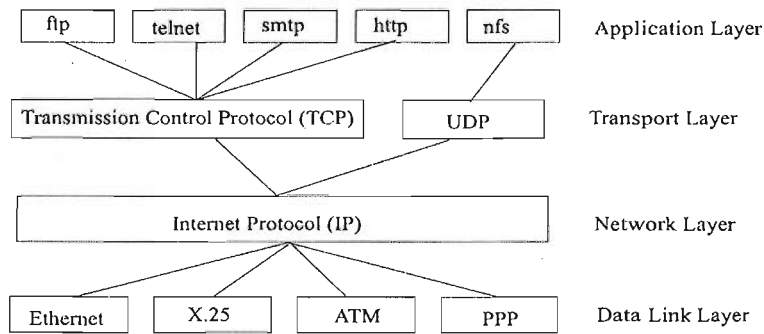 ftp telnet smtp http nfs Application Layer
Transmission Control Protocol (TCP) UDP Transport Layer
Internet Protocol (IP) Network Layer
Ethernet X.25 ATM PPP Data Link Layer